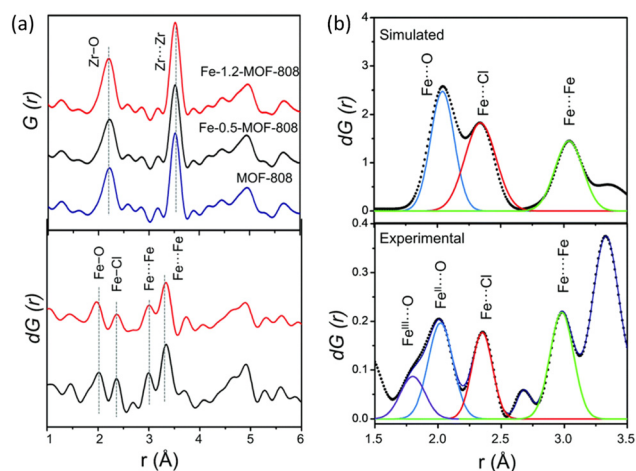 (a)
G (r)
Zr–O
Zr···Zr
Fe-1.2-MOF-808
Fe-0.5-MOF-808
MOF-808
dG (r)
Fe–O
Fe–Cl
Fe···Fe
Fe·····Fe
1 2 3 4 5 6
r (Å)
(b)
Simulated
dG (r)
4
2
1
0
Fe·····O
Fe·····Cl
Fe·····Fe
Experimental
dG (r)
0.4
0.3
0.2
0.1
0.0
FeIII·····O
FeII·····O
Fe·····Cl
Fe·····Fe
1.5 2.0 2.5 3.0 3.5
r (Å)